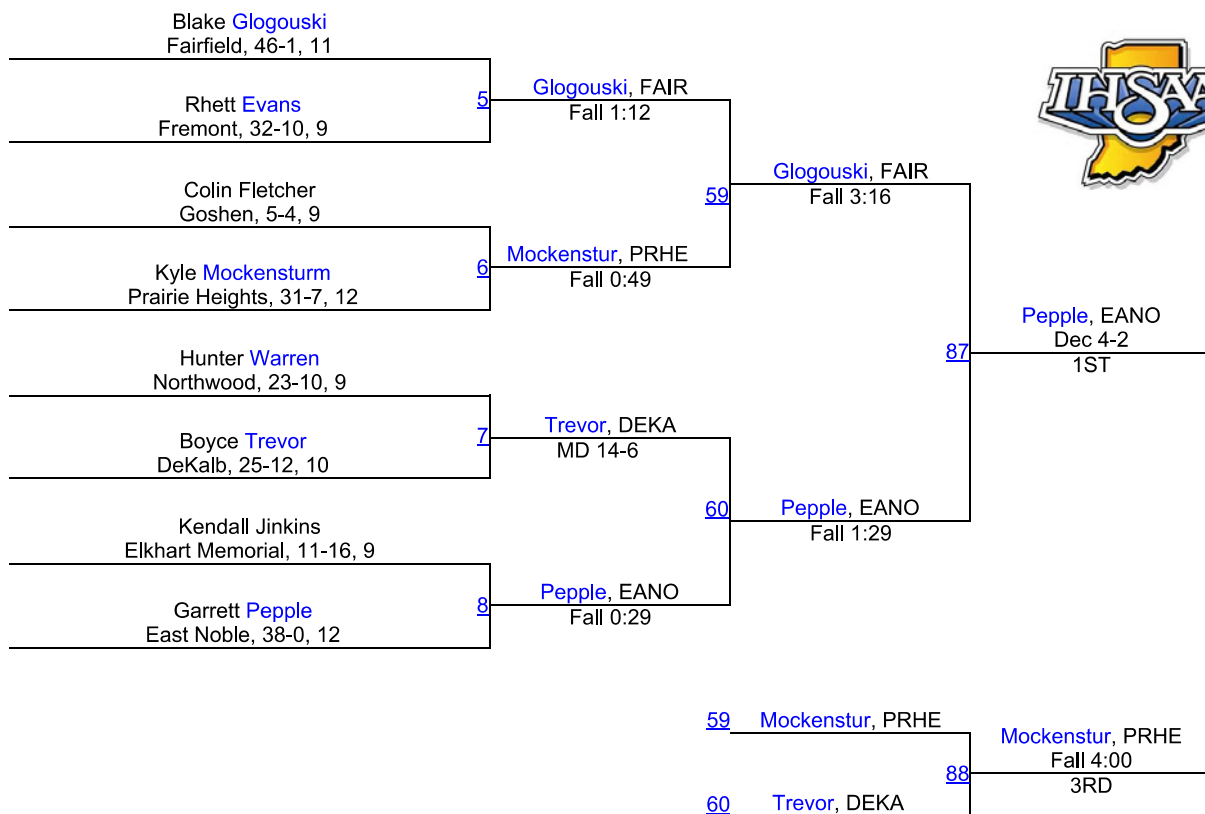 Blake Glogouski
Fairfield, 46-1, 11
Rhett Evans
Fremont, 32-10, 9
5
Glogouski, FAIR
Fall 1:12
Colin Fletcher
Goshen, 5-4, 9
Kyle Mockensturm
Prairie Heights, 31-7, 12
6
Mockenstur, PRHE
Fall 0:49
59
Glogouski, FAIR
Fall 3:16
Hunter Warren
Northwood, 23-10, 9
Boyce Trevor
DeKalb, 25-12, 10
7
Trevor, DEKA
MD 14-6
Kendall Jinkins
Elkhart Memorial, 11-16, 9
Garrett Pepple
East Noble, 38-0, 12
8
Pepple, EANO
Fall 0:29
60
Pepple, EANO
Fall 1:29
87
Pepple, EANO
Dec 4-2
1ST
IHSAA
59
Mockenstur, PRHE
60
Trevor, DEKA
88
Mockenstur, PRHE
Fall 4:00
3RD